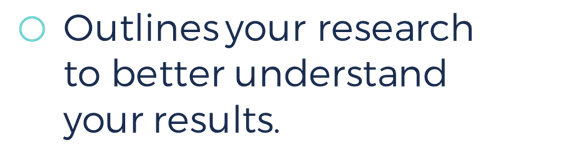 Outlines your research
to better understand
your results.